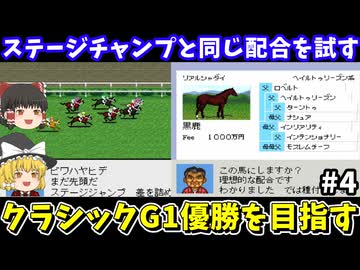 ステージチャンプと同じ配合を試す
リアルシャダイ
ヘイルトゥリーズン系
父 ロベルト
父 ヘイルトゥリーズン
父 ターントゥ
母父 ナシュア
母 インリアリティ
父 インテンショナリー
母父 モスレムチーフ
黒鹿
Fee 1000万円
ビワハヤヒデ
まだ先頭だ
ステージジャンプ 差を詰め
この馬にしますか?
理想的な配合です
わかりました では種付
#4
クラシックG1優勝を目指す